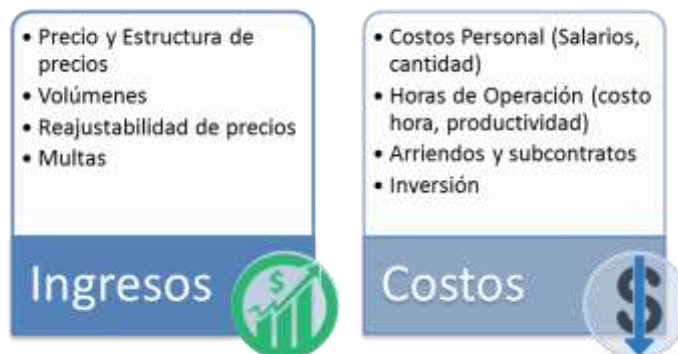 • Precio y Estructura de
precios
• Volúmenes
• Reajustabilidad de precios
• Multas
Ingresos
$
• Costos Personal (Salarios,
cantidad)
• Horas de Operación (costo
hora, productividad)
• Arriendos y subcontratos
• Inversión
Costos
$